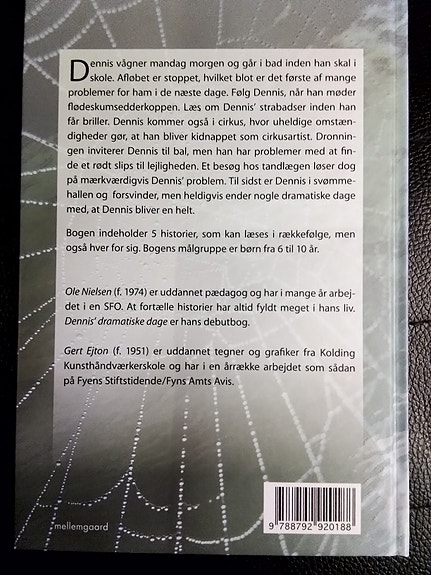 Dennis vågner mandag morgen og går i bad inden han skal i
skole. Afløbet er stoppet, hvilket blot er det første af mange
problemer for ham i de næste dage. Følg Dennis, når han møder
flødeskumsedderkoppen. Læs om Dennis' strabadser inden han
får briller. Dennis kommer også i cirkus, hvor uheldige omstæn-
digheder gør, at han bliver kidnappet som cirkusartist. Dronnin-
gen inviterer Dennis til bal, men han har problemer med at fin-
de et rødt slips til lejligheden. Et besøg hos tandlægen løser dog
på mærkværdigvis Dennis' problem. Til sidst er Dennis i svømme-
hallen og forsvinder, men heldigvis ender nogle dramatiske dage
med, at Dennis bliver en helt.
Bogen indeholder 5 historier, som kan læses i rækkefølge, men
også hver for sig. Bogens målgruppe er børn fra 6 til 10 år.
Ole Nielsen (f. 1974) er uddannet pædagog og har i mange år arbej-
det i en SFO. At fortælle historier har altid fyldt meget i hans liv.
Dennis' dramatiske dage er hans debutbog.
Gert Ejton (f. 1951) er uddannet tegner og grafiker fra Kolding
Kunsthåndværkerskole og har i en årrække arbejdet som sådan
på Fyens Stiftstidende/Fyns Amts Avis.
mellemgaard
9 788792 920188